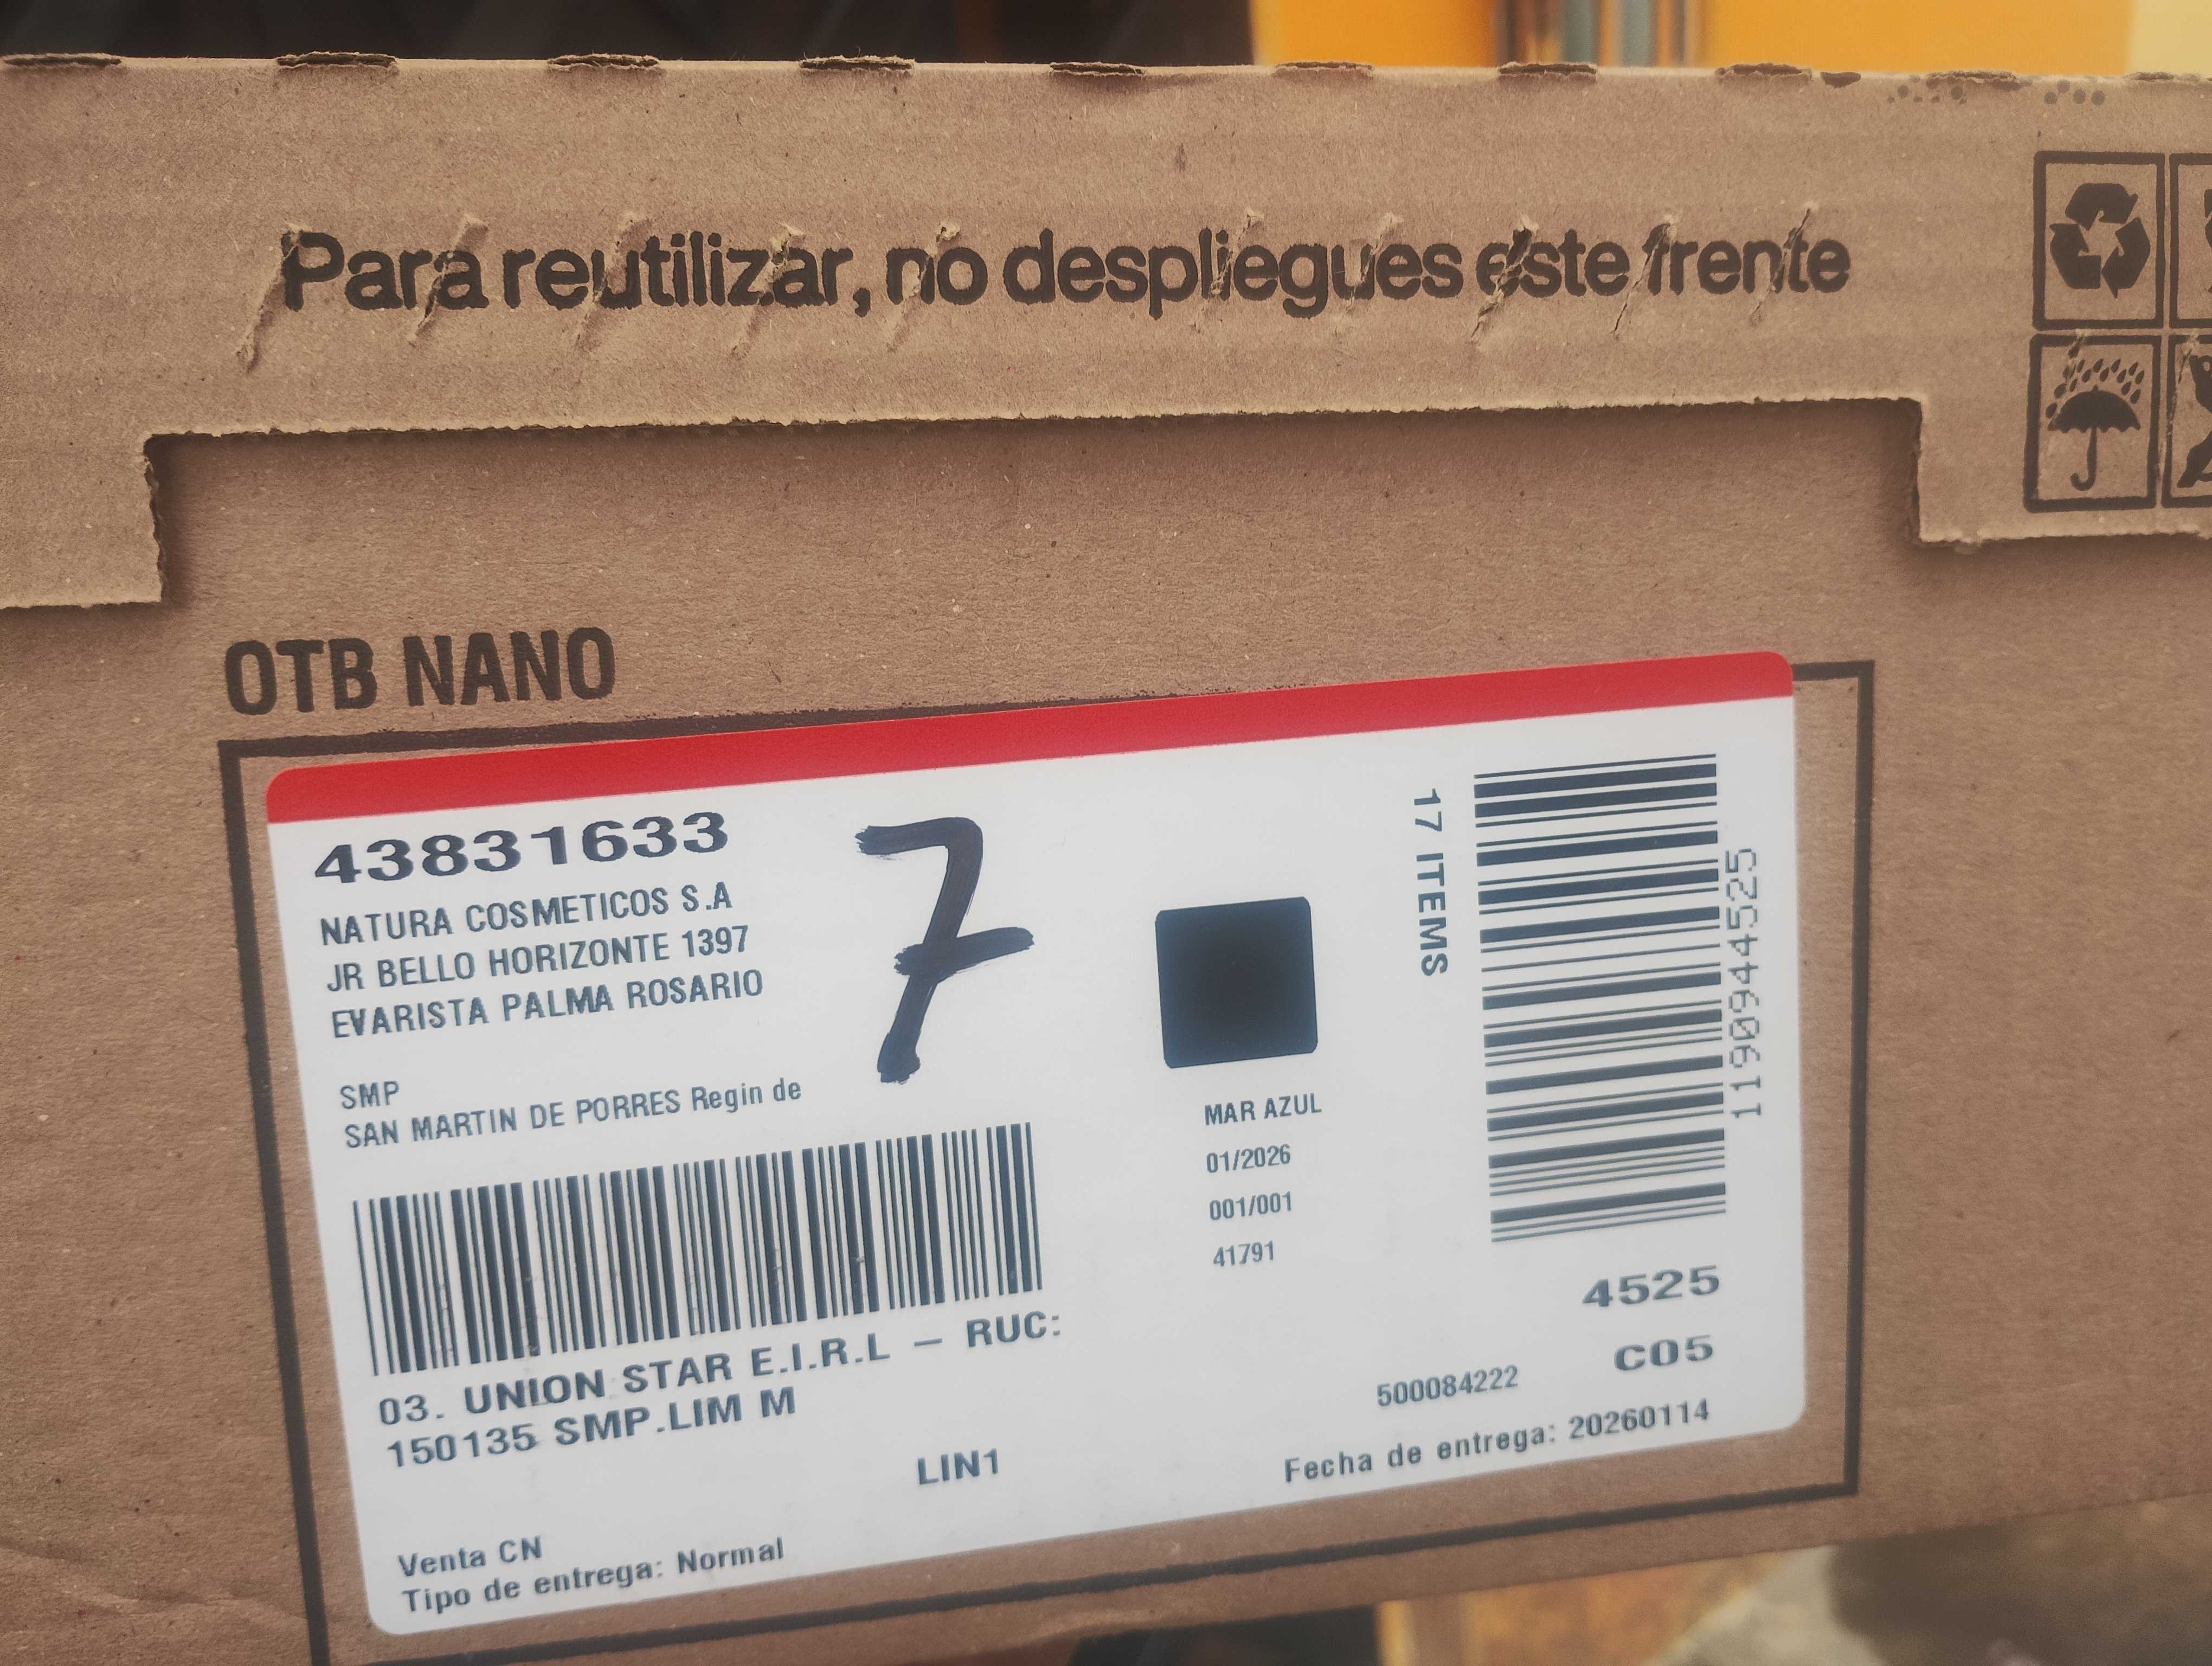 Para reutilizar, no despliegues este frente
OTB NANO
43831633
NATURA COSMETICOS S.A
JR BELLO HORIZONTE 1397
EVARISTA PALMA ROSARIO
7
SMP
SAN MARTIN DE PORRES Regin de
03. UNION STAR E.I.R.L – RUC:
150135 SMP.LIM M
LIN1
Venta CN
Tipo de entrega: Normal
MAR AZUL
01/2026
001/001
41791
17 ITEMS
1190944525
4525
C05
500084222
Fecha de entrega: 20260114